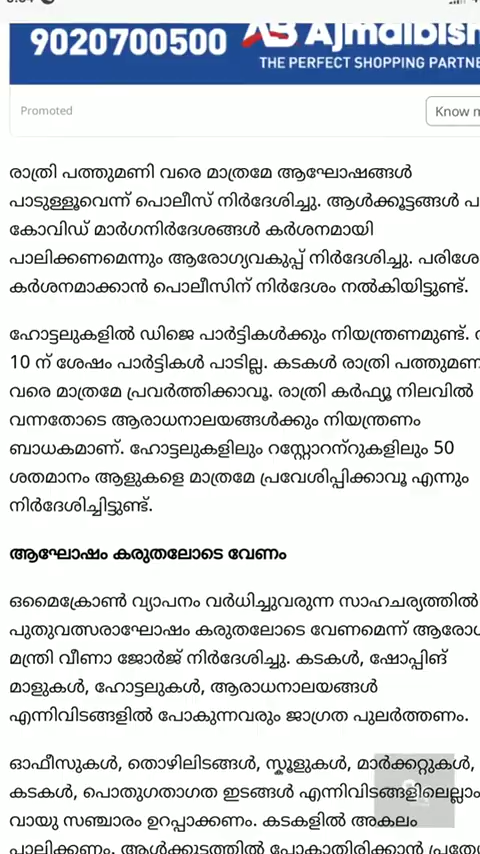 9020700500
THE PERFECT SHOPPING PARTNE
Promoted
Know m
രാത്രി പത്തുമണി വരെ മാത്രമേ ആഘോഷങ്ങൾ
പാടുള്ളൂവെന്ന് പൊലീസ് നിർദേശിച്ചു. ആൾക്കൂട്ടങ്ങൾ പ
കോവിഡ് മാർഗനിർദേശങ്ങൾ കർശനമായി
പാലിക്കണമെന്നും ആരോഗ്യവകുപ്പ് നിർദേശിച്ചു. പരിശേ
കർശനമാക്കാൻ പൊലീസിന് നിർദേശം നൽകിയിട്ടുണ്ട്.
ഹോട്ടലുകളിൽ ഡിജെ പാർട്ടികൾക്കും നിയന്ത്രണമുണ്ട്.
10 ന് ശേഷം പാർട്ടികൾ പാടില്ല. കടകൾ രാത്രി പത്തുമണ
വരെ മാത്രമേ പ്രവർത്തിക്കാവൂ. രാത്രി കർഫ്യൂ നിലവിൽ
വന്നതോടെ ആരാധനാലയങ്ങൾക്കും നിയന്ത്രണം
ബാധകമാണ്. ഹോട്ടലുകളിലും റസ്റ്റോറന്റുകളിലും 50
ശതമാനം ആളുകളെ മാത്രമേ പ്രവേശിപ്പിക്കാവൂ എന്നും
നിർദേശിച്ചിട്ടുണ്ട്.
ആഘോഷം കരുതലോടെ വേണം
ഒമൈക്രോൺ വ്യാപനം വർധിച്ചുവരുന്ന സാഹചര്യത്തിൽ
പുതുവത്സരാഘോഷം കരുതലോടെ വേണമെന്ന് ആരോഗ
മന്ത്രി വീണാ ജോർജ് നിർദേശിച്ചു. കടകൾ, ഷോപ്പിങ്
മാളുകൾ, ഹോട്ടലുകൾ, ആരാധനാലയങ്ങൾ
എന്നിവിടങ്ങളിൽ പോകുന്നവരും ജാഗ്രത പുലർത്തണം.
ഓഫീസുകൾ, തൊഴിലിടങ്ങൾ, സ്കൂളുകൾ, മാർക്കറ്റുകൾ,
കടകൾ, പൊതുഗതാഗത ഇടങ്ങൾ എന്നിവിടങ്ങളിലെല്ലാം
വായു സഞ്ചാരം ഉറപ്പാക്കണം. കടകളിൽ അകലം
പാലിക്കണം. ആൾക്കൂട്ടത്തിൽ പോകാതിരിക്കാൻ പ്രത്യേ